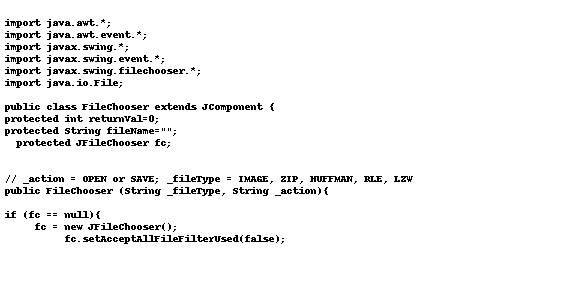 import java.awt.*;
import java.awt.event.*;
import javax.swing.*;
import javax.swing.event.*;
import javax.swing.filechooser.*;
import java.io.File;
public class FileChooser extends JComponent {
protected int returnVal=0;
protected String fileName="";
protected JFileChooser fc;
// _action = OPEN or SAVE; _fileType = IMAGE, ZIP, HUFFMAN, RLE, LZW
public FileChooser (String _fileType, String _action){
if (fc == null){
fc = new JFileChooser();
fc.setAcceptAllFileFilterUsed(false);